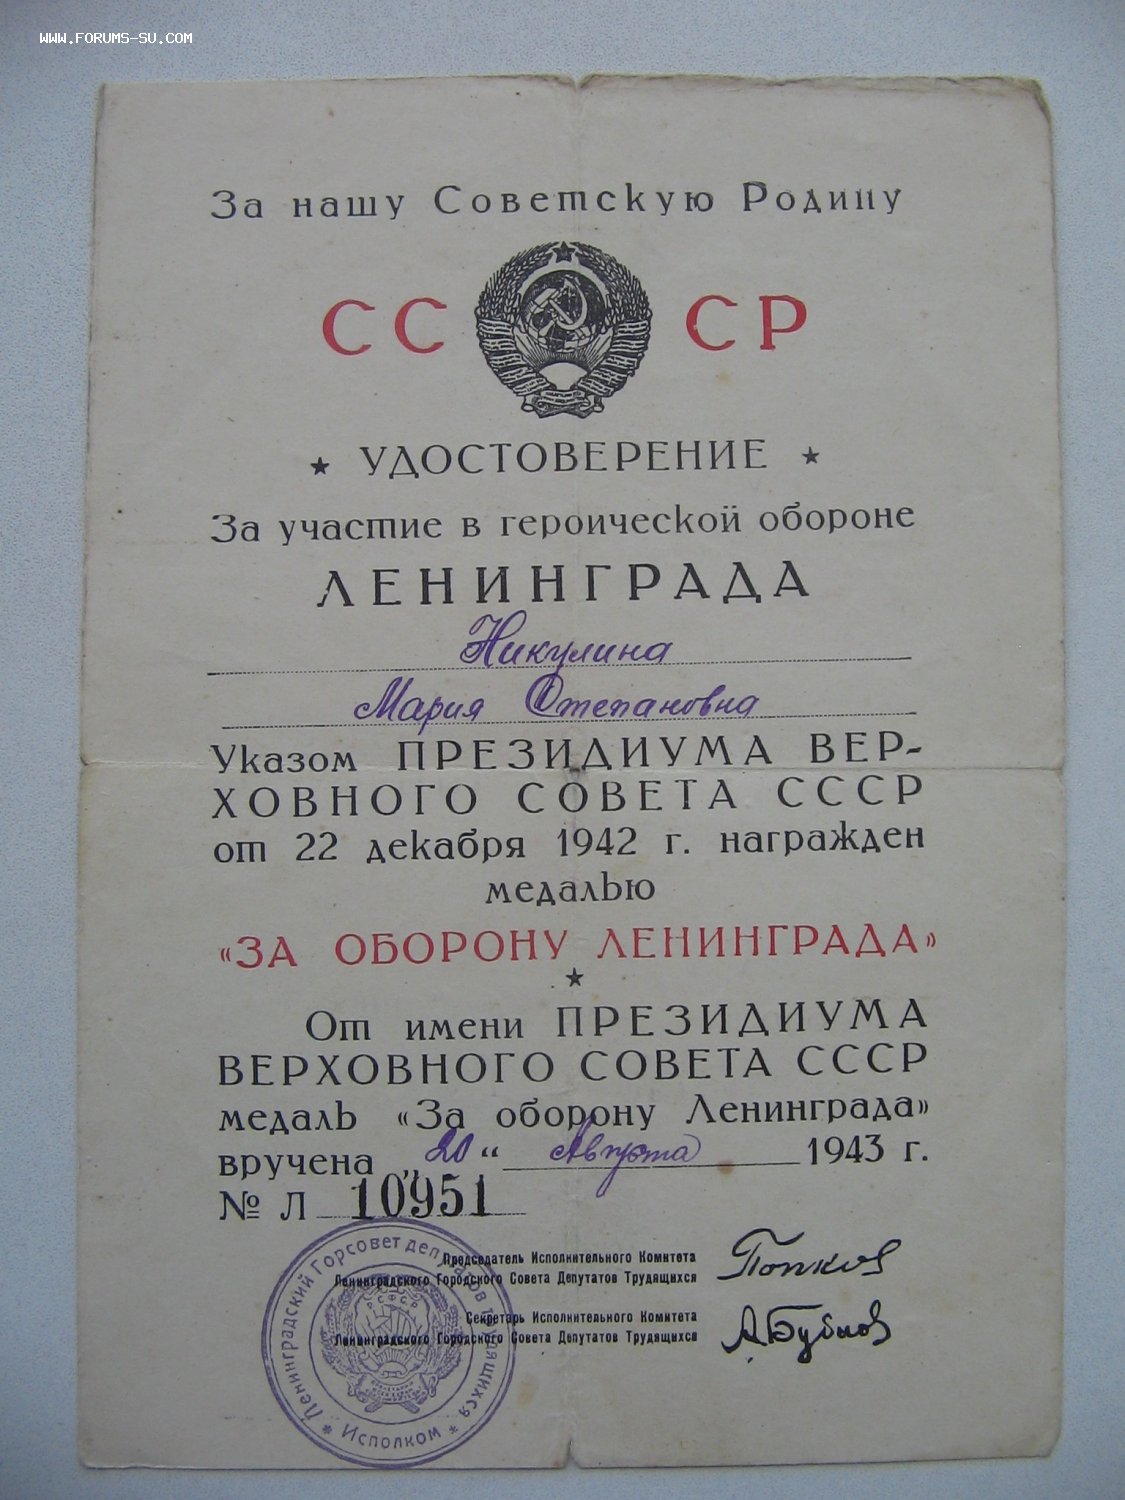 WWW.FORUMS-SU.COM
За нашу Советскую Родину
СС СР
★ УДОСТОВЕРЕНИЕ ★
За участие в героической обороне
ЛЕНИНГРАДА
Никулина
Мария Степановна
Указом ПРЕЗИДИУМА ВЕР-
ХОВНОГО СОВЕТА СССР
от 22 декабря 1942 г. награжден
медалью
«ЗА ОБОРОНУ ЛЕНИНГРАДА»
★
От имени ПРЕЗИДИУМА
ВЕРХОВНОГО СОВЕТА СССР
медаль «За оборону Ленинграда»
вручена „20“ Августа 1943 г.
№ Л 10951
Председатель Исполнительного Комитета
Ленинградского Городского Совета Депутатов Трудящихся
Попков
Секретарь Исполнительного Комитета
Ленинградского Городского Совета Депутатов Трудящихся
А.Бубнов
Ленинградский Горсовет депутатов трудящихся
* Исполком *
РСФСР